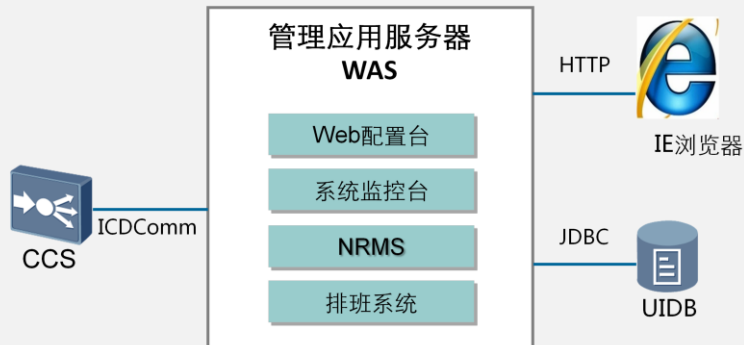 管理应用服务器
WAS
Web配置台
系统监控台
NRMS
排班系统
ICDComm
CCS
HTTP
IE浏览器
JDBC
UIDB